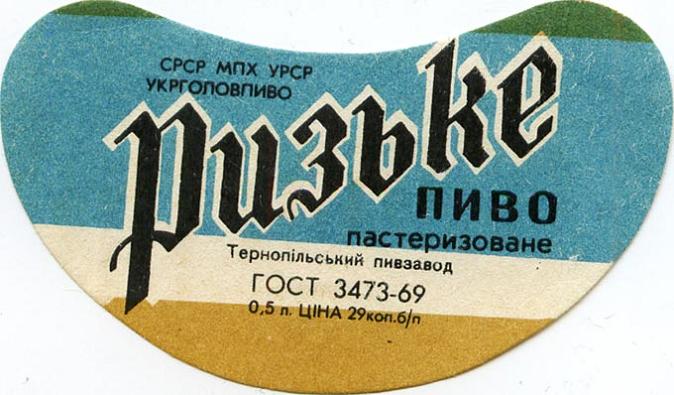 СРСР МПХ УРСР
УКРГОЛОВПИВО
Ризьке
ПИВО
пастеризоване
Тернопільський пивзавод
ГОСТ 3473-69
0,5 л. ЦІНА 29коп.б/п